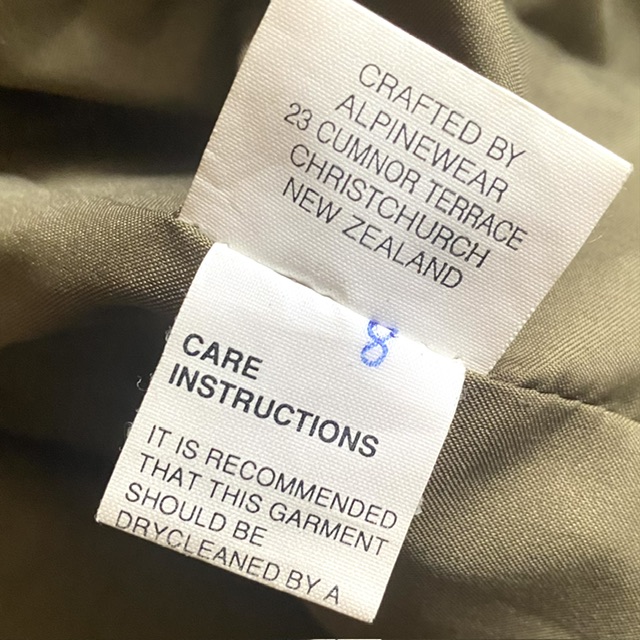 CRAFTED BY
ALPINEWEAR
23 CUMNOR TERRACE
CHRISTCHURCH
NEW ZEALAND
8
CARE
INSTRUCTIONS
IT IS RECOMMENDED
THAT THIS GARMENT
SHOULD BE
DRYCLEANED BY A